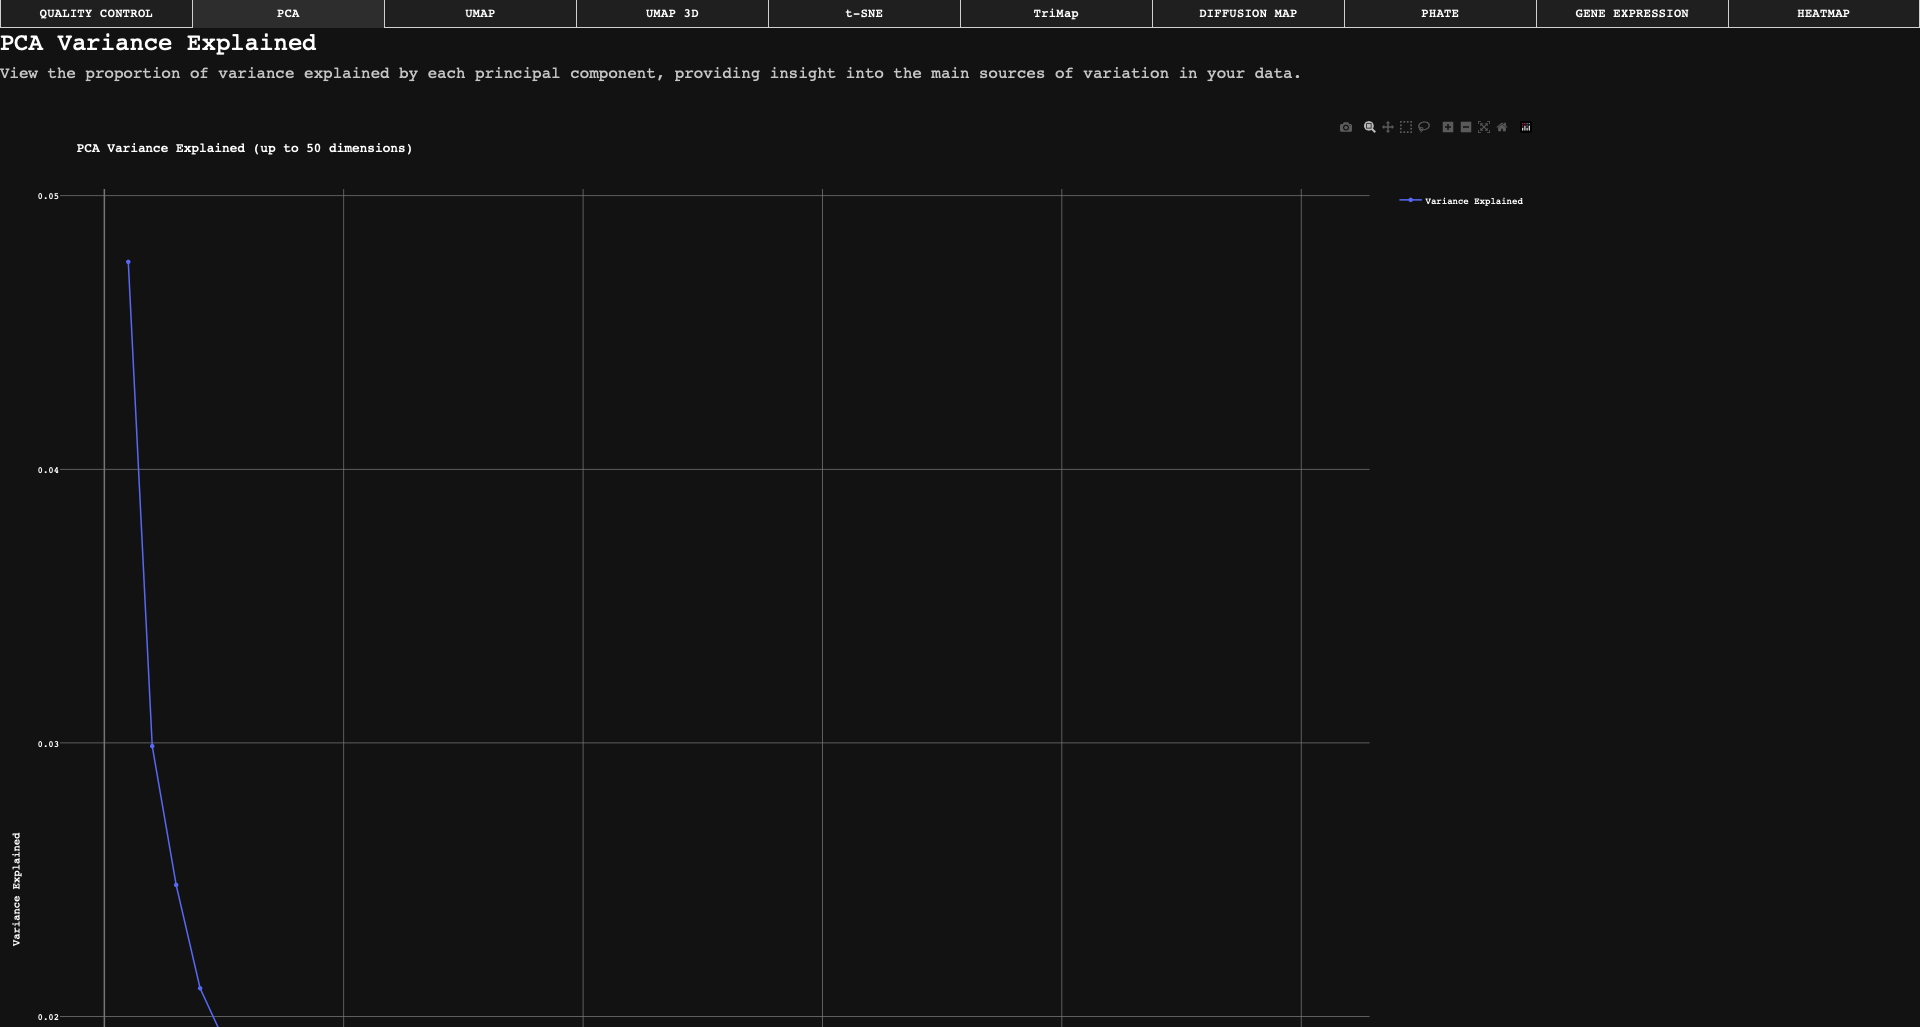 QUALITY CONTROL
PCA
UMAP
UMAP 3D
t-SNE
TriMap
DIFFUSION MAP
PHATE
GENE EXPRESSION
HEATMAP
PCA Variance Explained
View the proportion of variance explained by each principal component, providing insight into the main sources of variation in your data.
PCA Variance Explained (up to 50 dimensions)
0.05
Variance Explained
0.04
0.03
Variance Explained
0.02